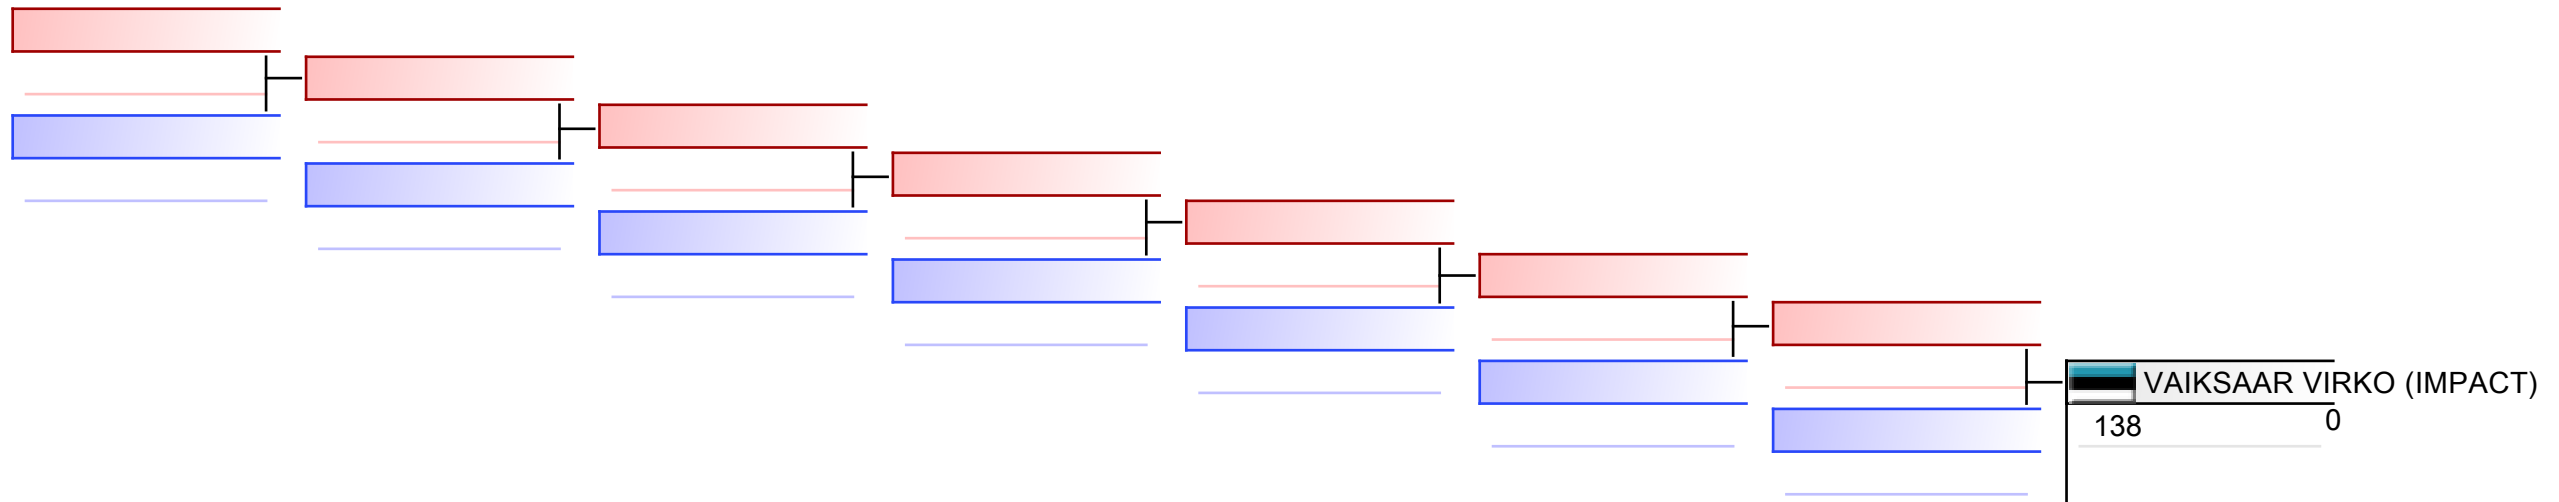 VAIKSAAR VIRKO (IMPACT)
138 0